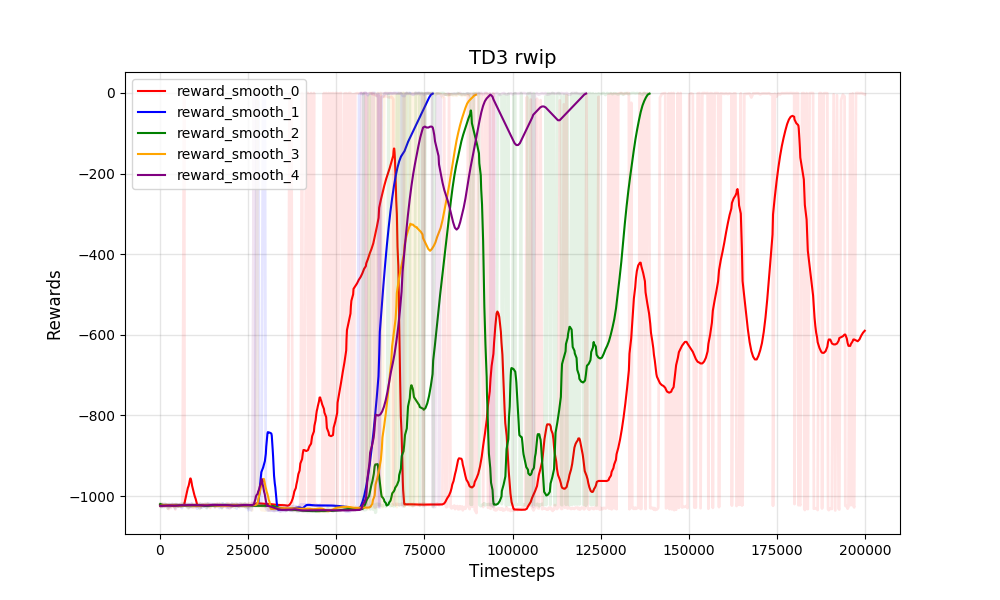 TD3 rwip
reward_smooth_0
reward_smooth_1
reward_smooth_2
reward_smooth_3
reward_smooth_4
Rewards
0
−200
−400
−600
−800
−1000
0 25000 50000 75000 100000 125000 150000 175000 200000
Timesteps